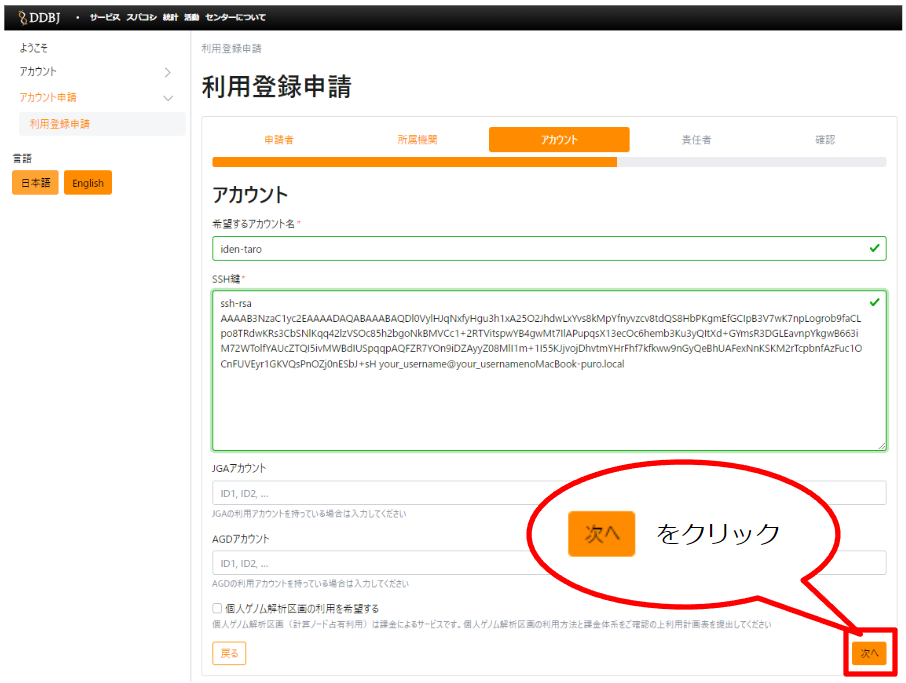 DDBJ ・ サービス スパコン 統計 活動 センターについて
ようこそ
アカウント
アカウント申請
利用登録申請
言語
日本語 English
利用登録申請
利用登録申請
申請者 所属機関 アカウント 責任者 確認
アカウント
希望するアカウント名*
iden-taro
SSH鍵*
ssh-rsa
AAAAB3NzaC1yc2EAAAADAQABAAABAQDl0VylHJqNxfyHgu3h1xA25O2JhdwLxYvs8kMpYfnyvzcv8tdQS8HbPKgmEfGCIpB3V7wK7npLogrob9faCL
po8TRdwKRs3CbSNlKqq42lzVSOc85h2bgoNkBMVCc1+2RTVitspwYB4gwMt7IlAPupqsX13ecOc6hemb3Ku3yQItXd+GYmsR3DGLEavnpYkgwB663i
M72WTolfYAUcZTQI5ivMWBdIUSpqqpAQFZR7YOn9iDZAyyZ08MlI1m+1I55KJjvojDhvtmYHrFhf7kfkww9nGyQeBhUAFexNnKSKM2rTcpbnfAzFuc1O
CnFUVEyr1GKVQsPnOZj0nESbJ+sH your_username@your_usernamenoMacBook-puro.local
JGAアカウント
ID1, ID2, ...
JGAの利用アカウントを持っている場合は入力してください
AGDアカウント
ID1, ID2, ...
AGDの利用アカウントを持っている場合は入力してください
個人ゲノム解析区画の利用を希望する
個人ゲノム解析区画（計算ノード占有利用）は課金によるサービスです。個人ゲノム解析区画の利用方法と課金体系をご確認の上利用計画表を提出してください
戻る 次へ
次へ をクリック